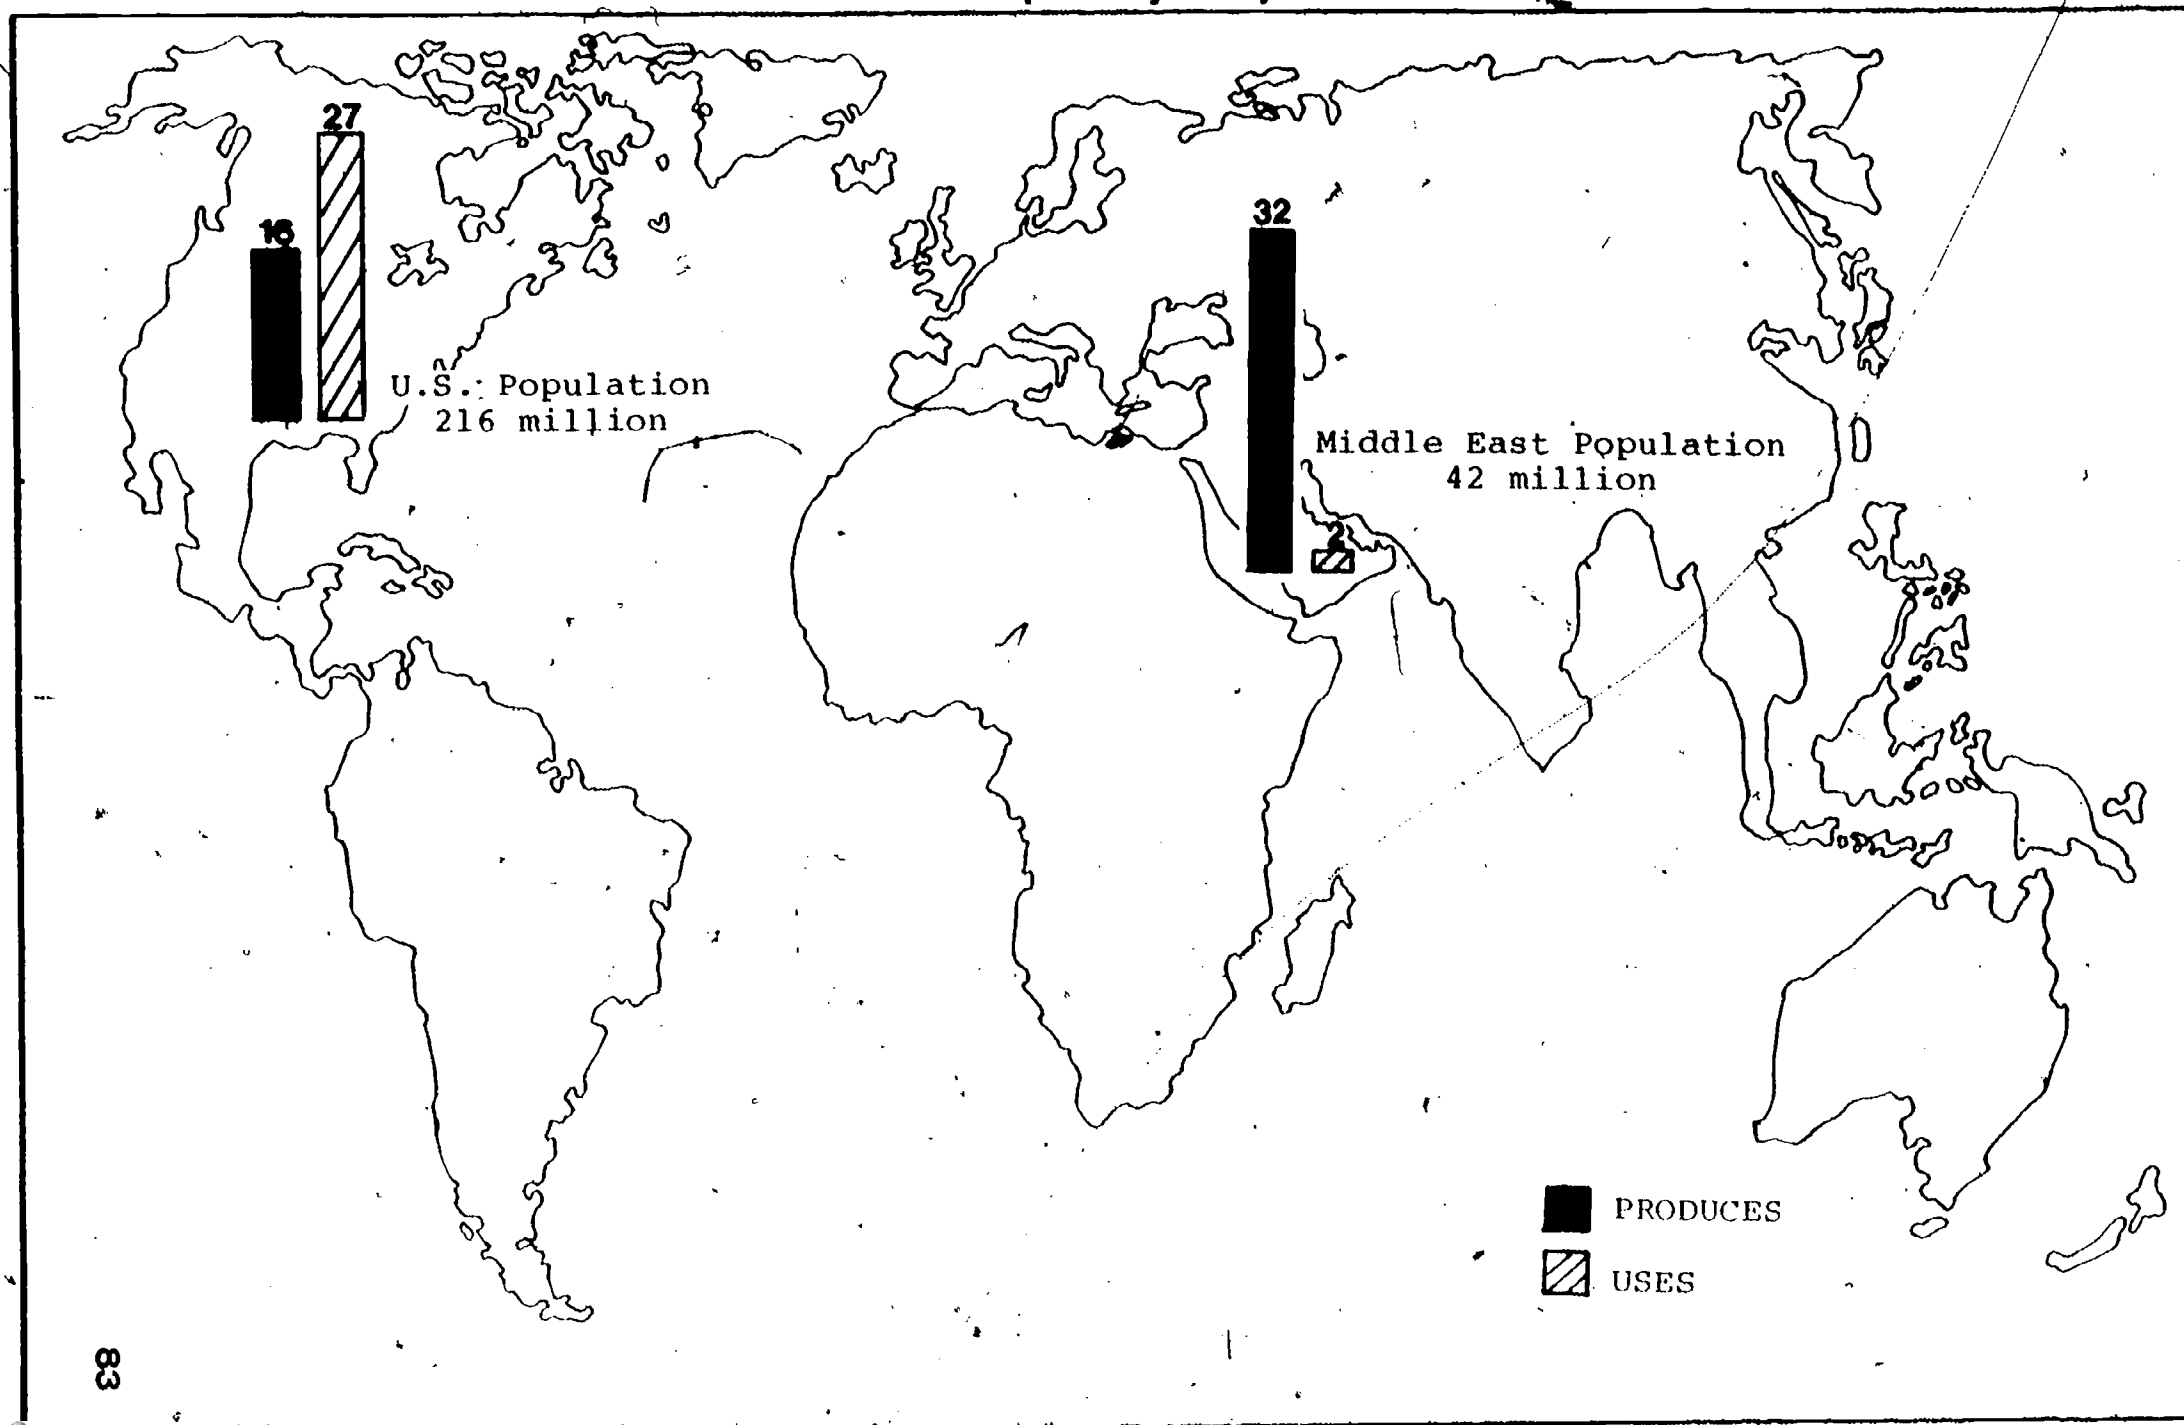 27
16
32
U.S. Population
216 million
Middle East Population
42 million
2
PRODUCES
USES
83